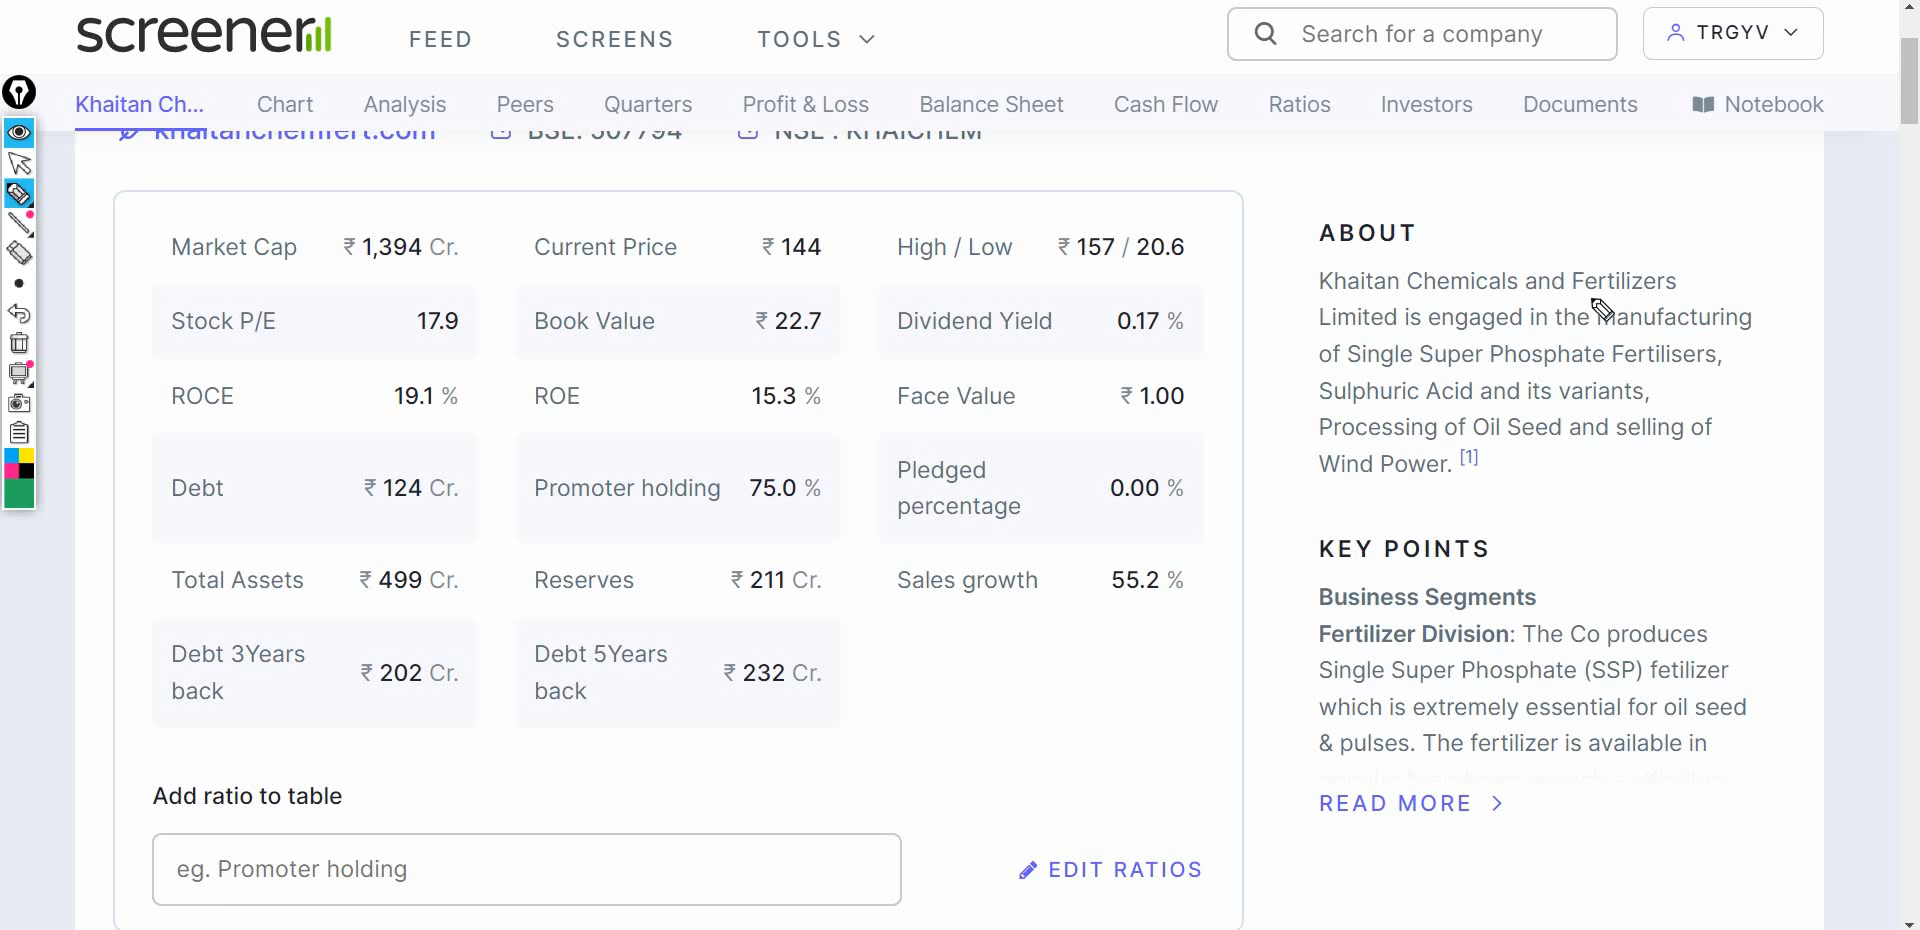 screener
FEED
SCREENS
TOOLS
Search for a company
TRGYV
Khaitan Ch...
Chart
Analysis
Peers
Quarters
Profit & Loss
Balance Sheet
Cash Flow
Ratios
Investors
Documents
Notebook
khaitanchemfert.com
BSE: 507794
NSE : KHAICHEM
Market Cap ₹ 1,394 Cr.
Current Price ₹ 144
High / Low ₹ 157 / 20.6
Stock P/E 17.9
Book Value ₹ 22.7
Dividend Yield 0.17 %
ROCE 19.1 %
ROE 15.3 %
Face Value ₹ 1.00
Debt ₹ 124 Cr.
Promoter holding 75.0 %
Pledged
percentage 0.00 %
Total Assets ₹ 499 Cr.
Reserves ₹ 211 Cr.
Sales growth 55.2 %
Debt 3Years
back ₹ 202 Cr.
Debt 5Years
back ₹ 232 Cr.
Add ratio to table
eg. Promoter holding
EDIT RATIOS
ABOUT
Khaitan Chemicals and Fertilizers
Limited is engaged in the manufacturing
of Single Super Phosphate Fertilisers,
Sulphuric Acid and its variants,
Processing of Oil Seed and selling of
Wind Power. [1]
KEY POINTS
Business Segments
Fertilizer Division: The Co produces
Single Super Phosphate (SSP) fetilizer
which is extremely essential for oil seed
& pulses. The fertilizer is available in
READ MORE